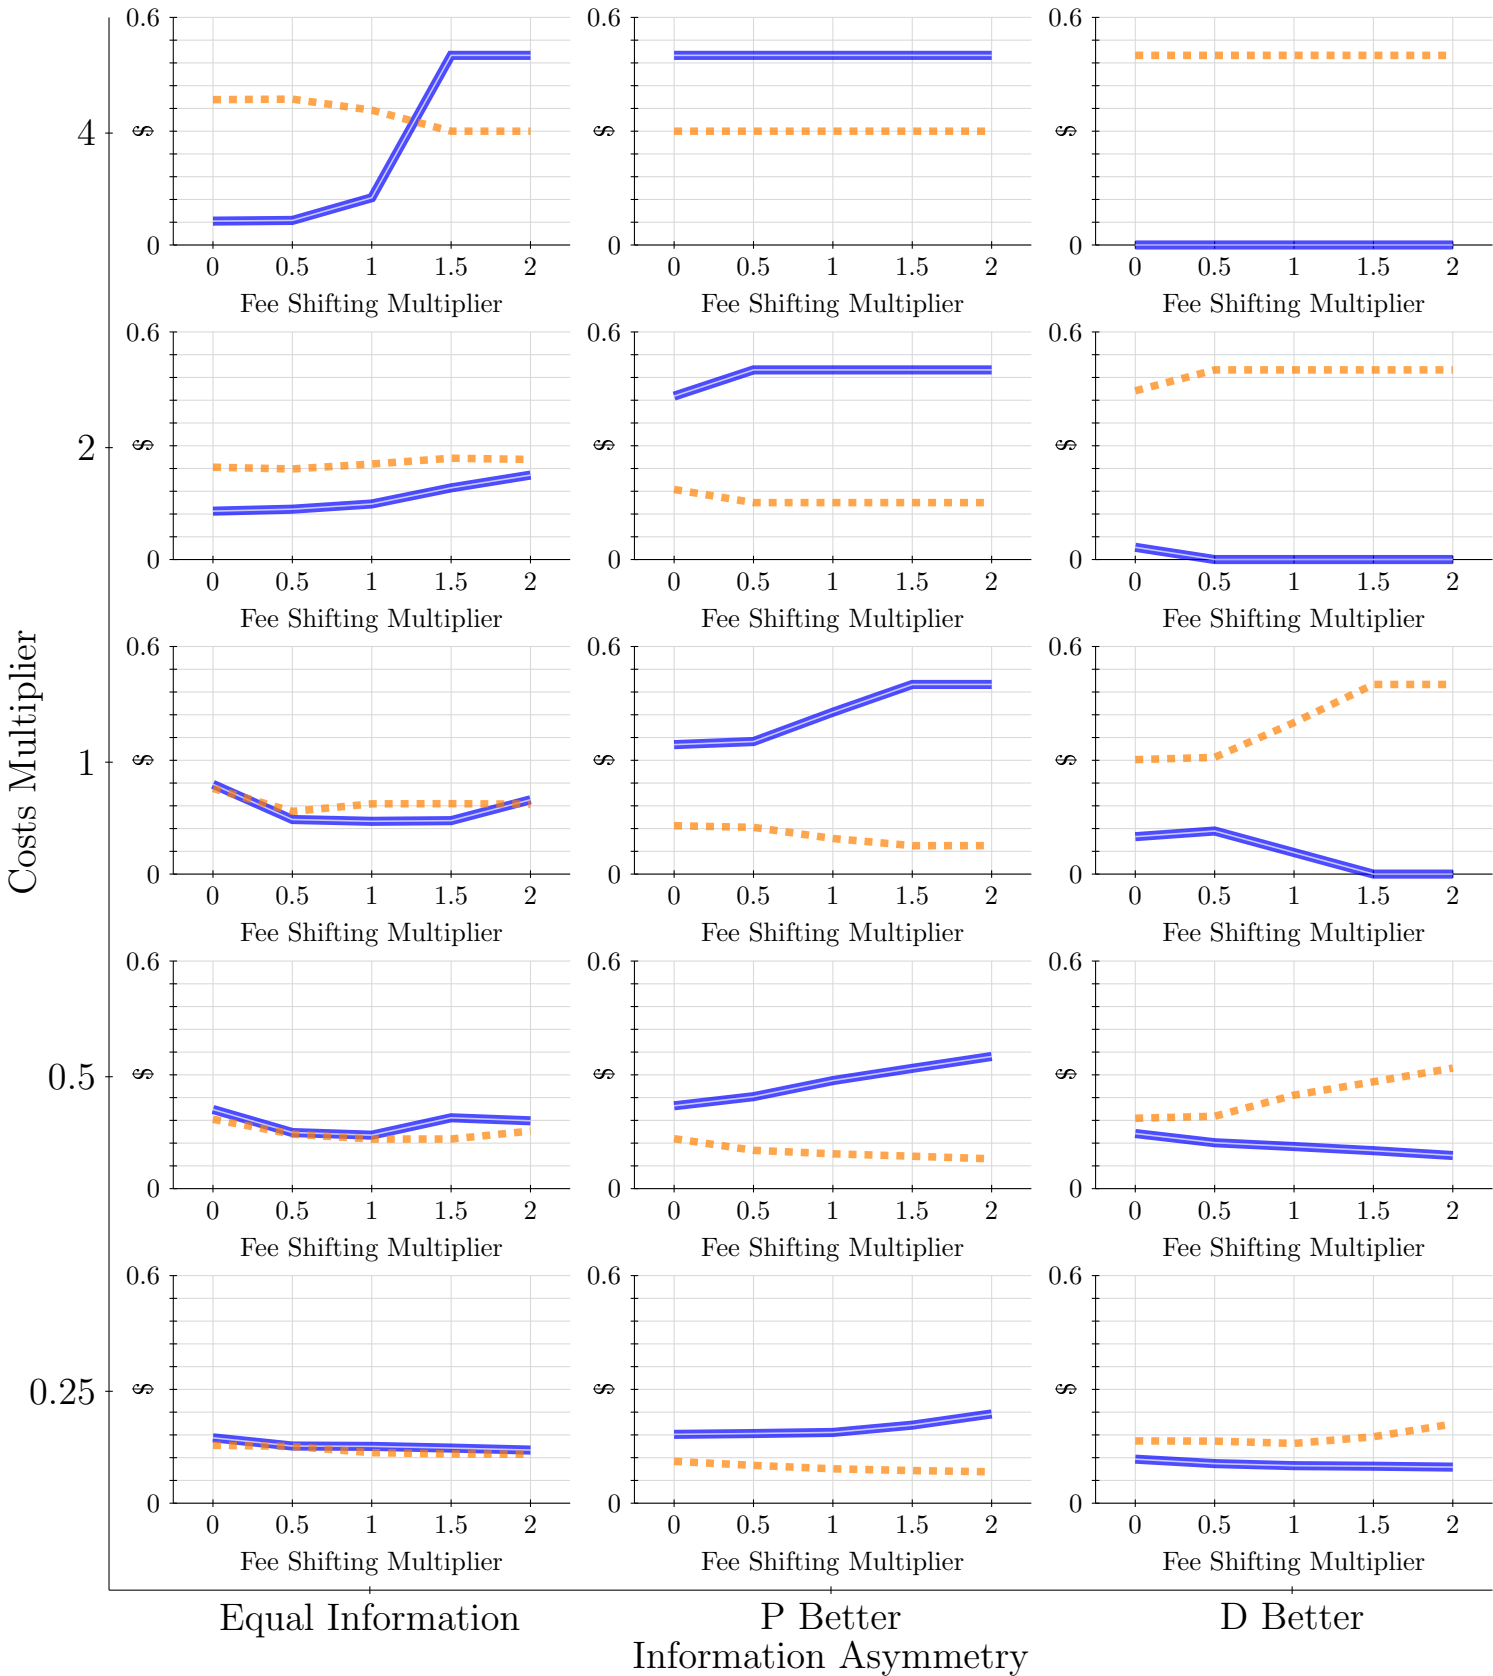 0.6 0.6 0.6
4 $ $ $
0 0 0
0 0.5 1 1.5 2 0 0.5 1 1.5 2 0 0.5 1 1.5 2
Fee Shifting Multiplier Fee Shifting Multiplier Fee Shifting Multiplier
0.6 0.6 0.6
2 $ $ $
0 0 0
0 0.5 1 1.5 2 0 0.5 1 1.5 2 0 0.5 1 1.5 2
Fee Shifting Multiplier Fee Shifting Multiplier Fee Shifting Multiplier
Costs Multiplier
0.6 0.6 0.6
1 $ $ $
0 0 0
0 0.5 1 1.5 2 0 0.5 1 1.5 2 0 0.5 1 1.5 2
Fee Shifting Multiplier Fee Shifting Multiplier Fee Shifting Multiplier
0.6 0.6 0.6
0.5 $ $ $
0 0 0
0 0.5 1 1.5 2 0 0.5 1 1.5 2 0 0.5 1 1.5 2
Fee Shifting Multiplier Fee Shifting Multiplier Fee Shifting Multiplier
0.6 0.6 0.6
0.25 $ $ $
0 0 0
0 0.5 1 1.5 2 0 0.5 1 1.5 2 0 0.5 1 1.5 2
Fee Shifting Multiplier Fee Shifting Multiplier Fee Shifting Multiplier
Equal Information P Better D Better
Information Asymmetry